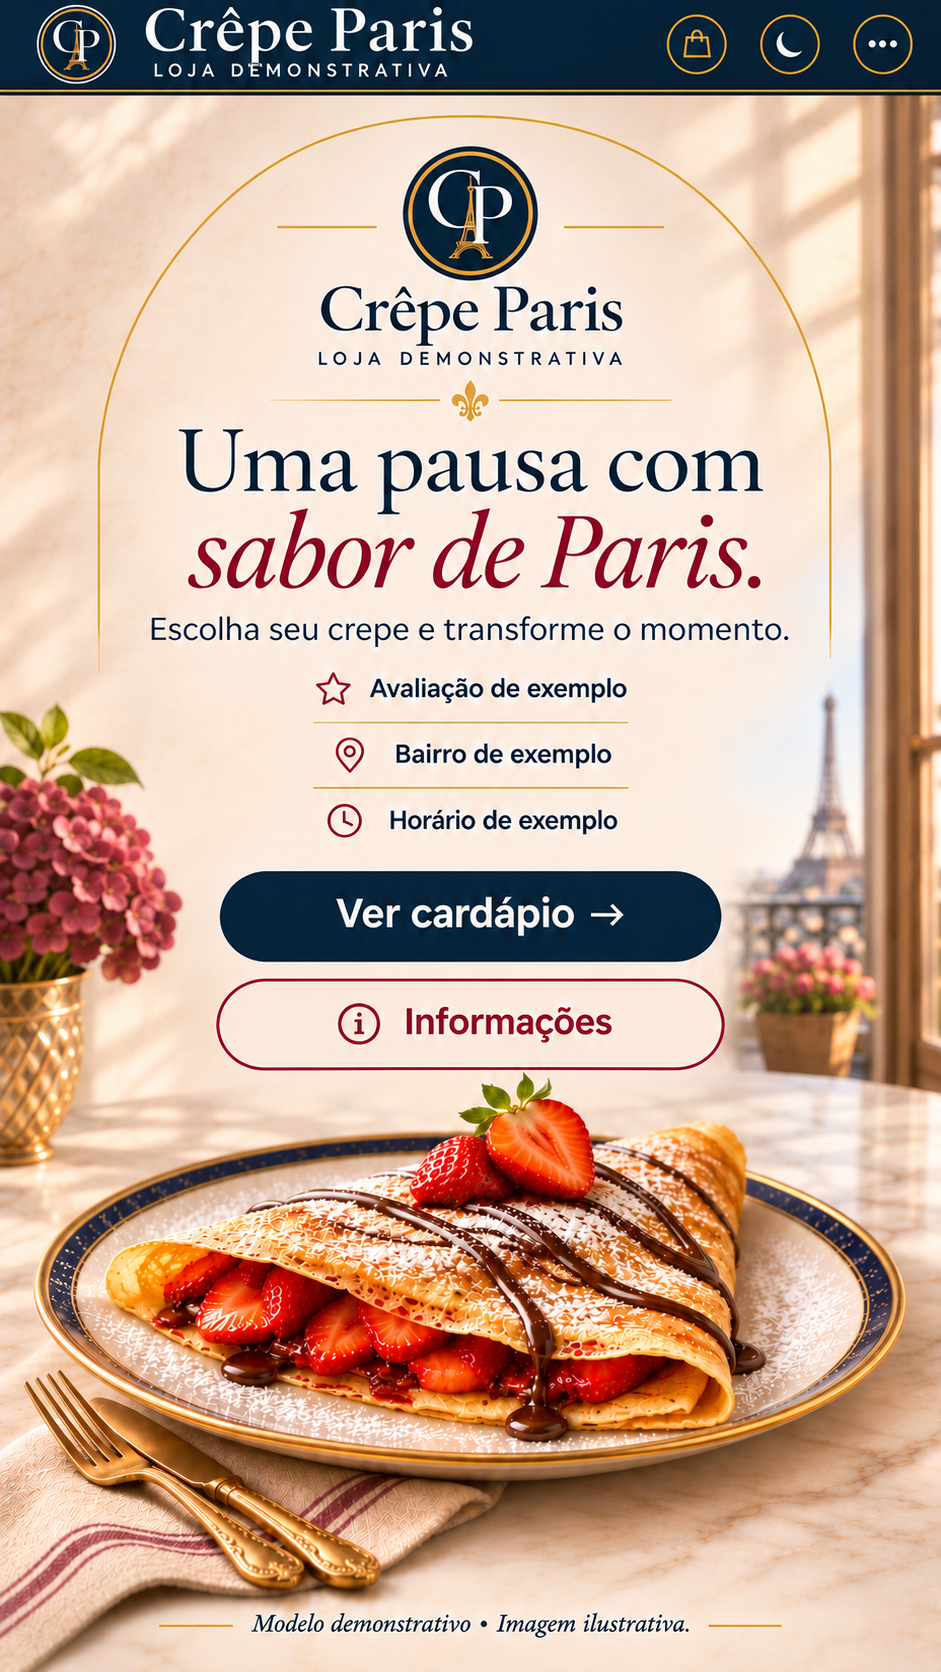 CP
Crêpe Paris
LOJA DEMONSTRATIVA
CP
Crêpe Paris
LOJA DEMONSTRATIVA
Uma pausa com
sabor de Paris.
Escolha seu crepe e transforme o momento.
Avaliação de exemplo
Bairro de exemplo
Horário de exemplo
Ver cardápio →
Informações
Modelo demonstrativo • Imagem ilustrativa.